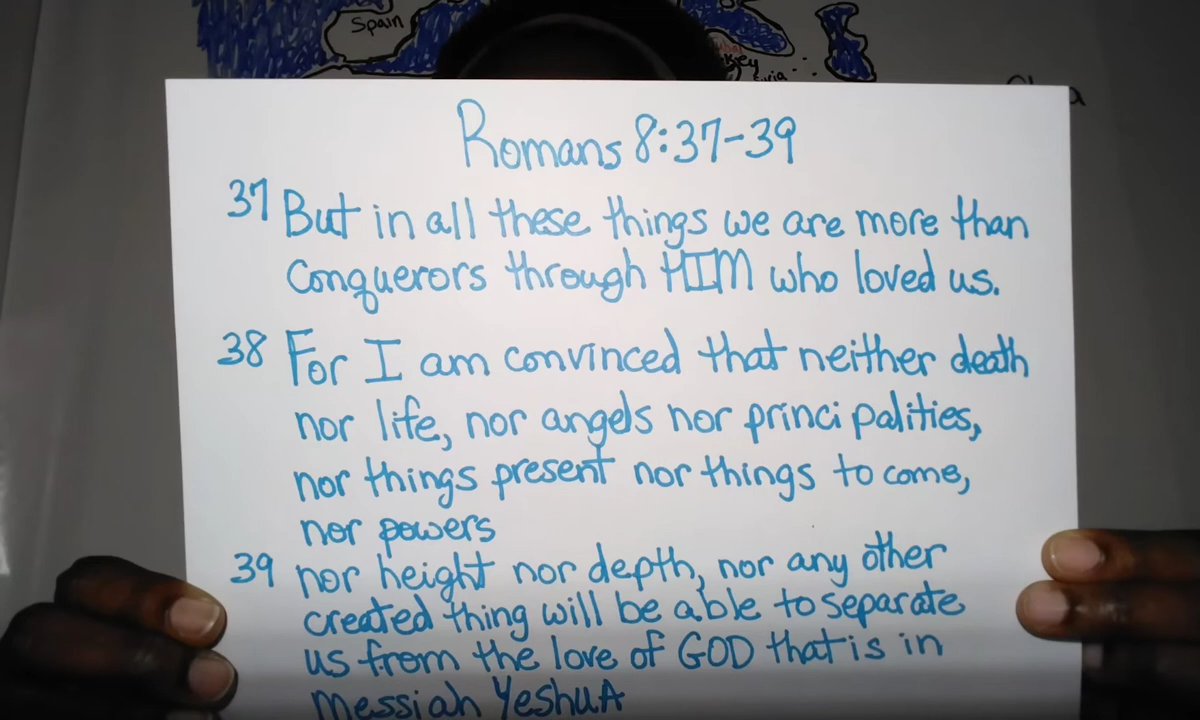 Spain
Key
Romans 8:37-39
37 But in all these things we are more than
conquerors through HIM who loved us.
38 For I am convinced that neither death
nor life, nor angels nor principalities,
nor things present nor things to come,
nor powers
39 nor height nor depth, nor any other
created thing will be able to separate
us from the love of GOD that is in
Messiah YeshuA